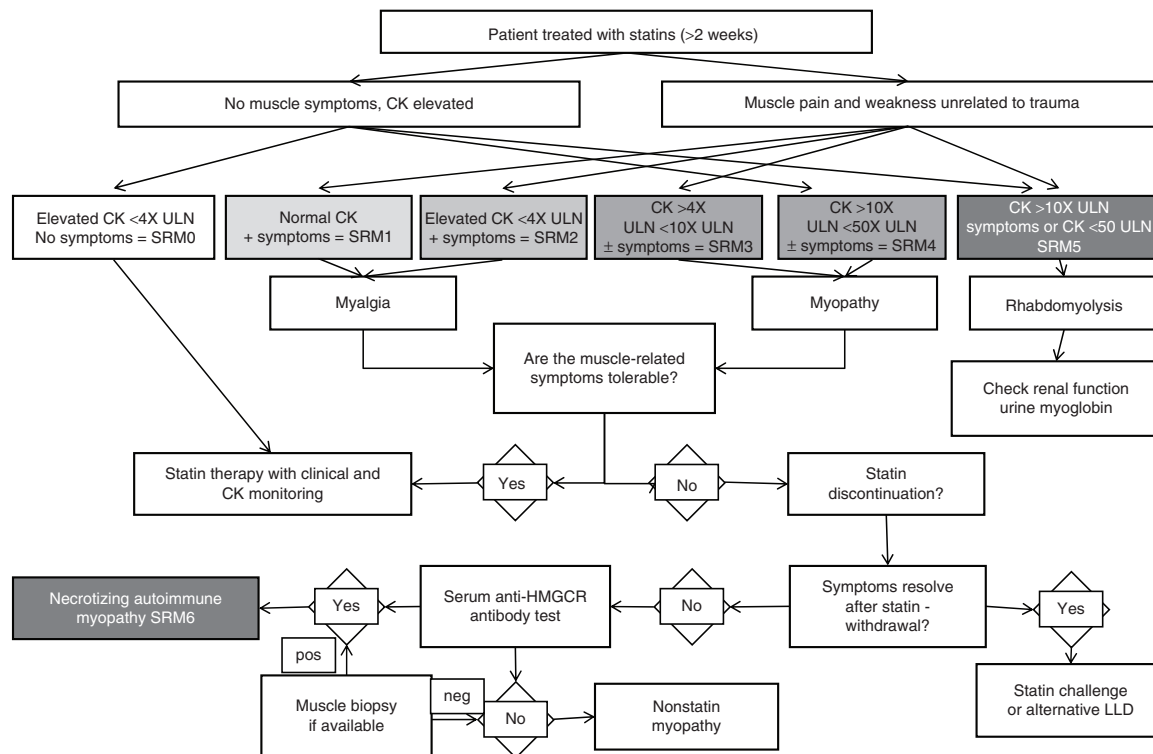 Patient treated with statins (>2 weeks)
No muscle symptoms, CK elevated
Muscle pain and weakness unrelated to trauma
Elevated CK <4X ULN
No symptoms = SRM0
Normal CK
+ symptoms = SRM1
Elevated CK <4X ULN
+ symptoms = SRM2
CK >4X
ULN <10X ULN
± symptoms = SRM3
CK >10X
ULN <50X ULN
± symptoms = SRM4
CK >10X ULN
symptoms or CK <50 ULN
SRM5
Myalgia
Myopathy
Rhabdomyolysis
Are the muscle-related
symptoms tolerable?
Check renal function
urine myoglobin
Statin therapy with clinical and
CK monitoring
Yes
No
Statin
discontinuation?
Necrotizing autoimmune
myopathy SRM6
Yes
Serum anti-HMGCR
antibody test
No
Symptoms resolve
after statin -
withdrawal?
Yes
pos
Muscle biopsy
if available
neg
No
Nonstatin
myopathy
Statin challenge
or alternative LLD